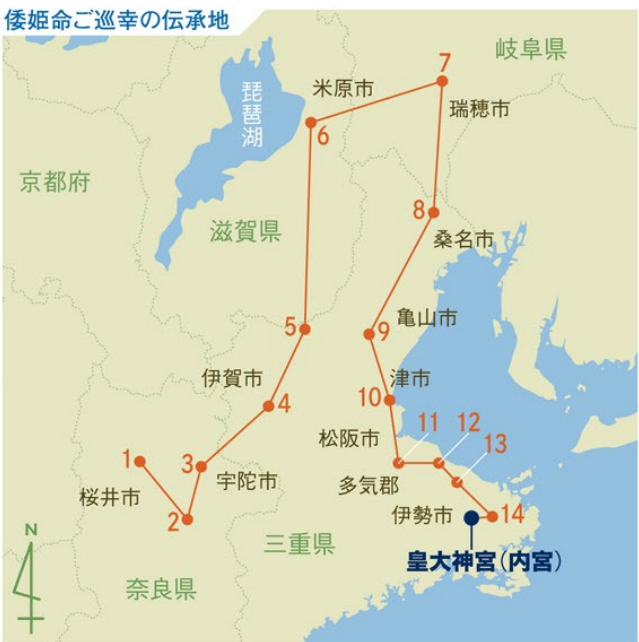 倭姫命ご巡幸の伝承地
岐阜県
7
米原市
瑞穂市
琵琶湖
6
京都府
滋賀県
8
桑名市
5
9
亀山市
伊賀市
4
10
津市
11
12
松阪市
13
1
3
宇陀市
多気郡
桜井市
2
伊勢市
14
三重県
皇大神宮(内宮)
奈良県
N